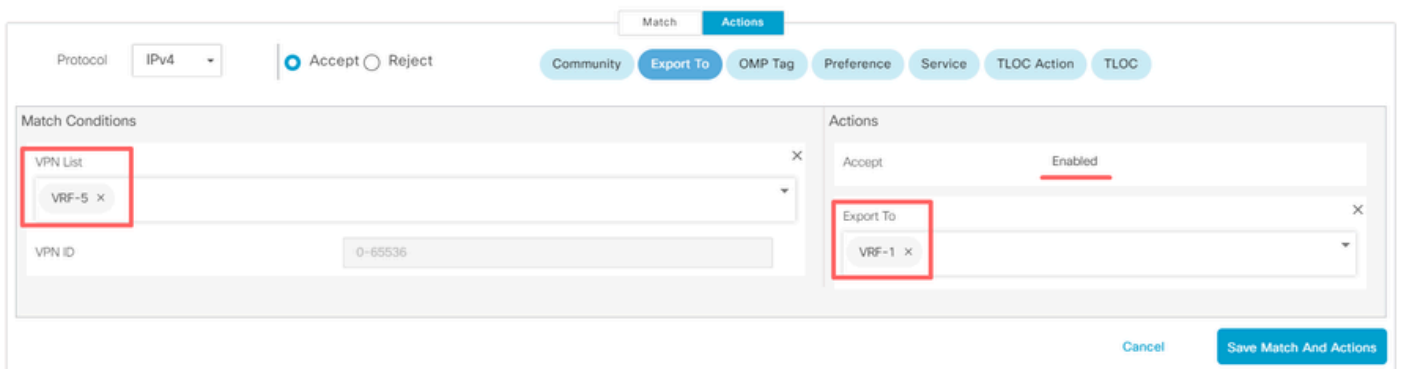 Match Actions
Protocol IPv4 Accept Reject Community Export To OMP Tag Preference Service TLOC Action TLOC
Match Conditions
VPN List
VRF-5 ×
VPN ID 0-65536
Actions
Accept Enabled
Export To
VRF-1 ×
Cancel Save Match And Actions